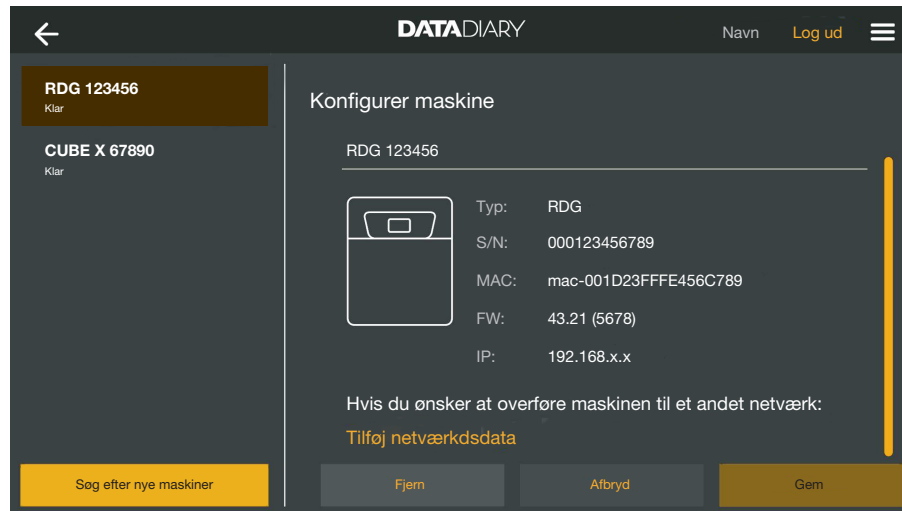 DATADIARY
Navn
Log ud
RDG 123456
Klar
CUBE X 67890
Klar
Søg efter nye maskiner
Konfigurer maskine
RDG 123456
Typ: RDG
S/N: 000123456789
MAC: mac-001D23FFFE456C789
FW: 43.21 (5678)
IP: 192.168.x.x
Hvis du ønsker at overføre maskinen til et andet netværk:
Tilføj netværkdsdata
Fjern
Afbryd
Gem